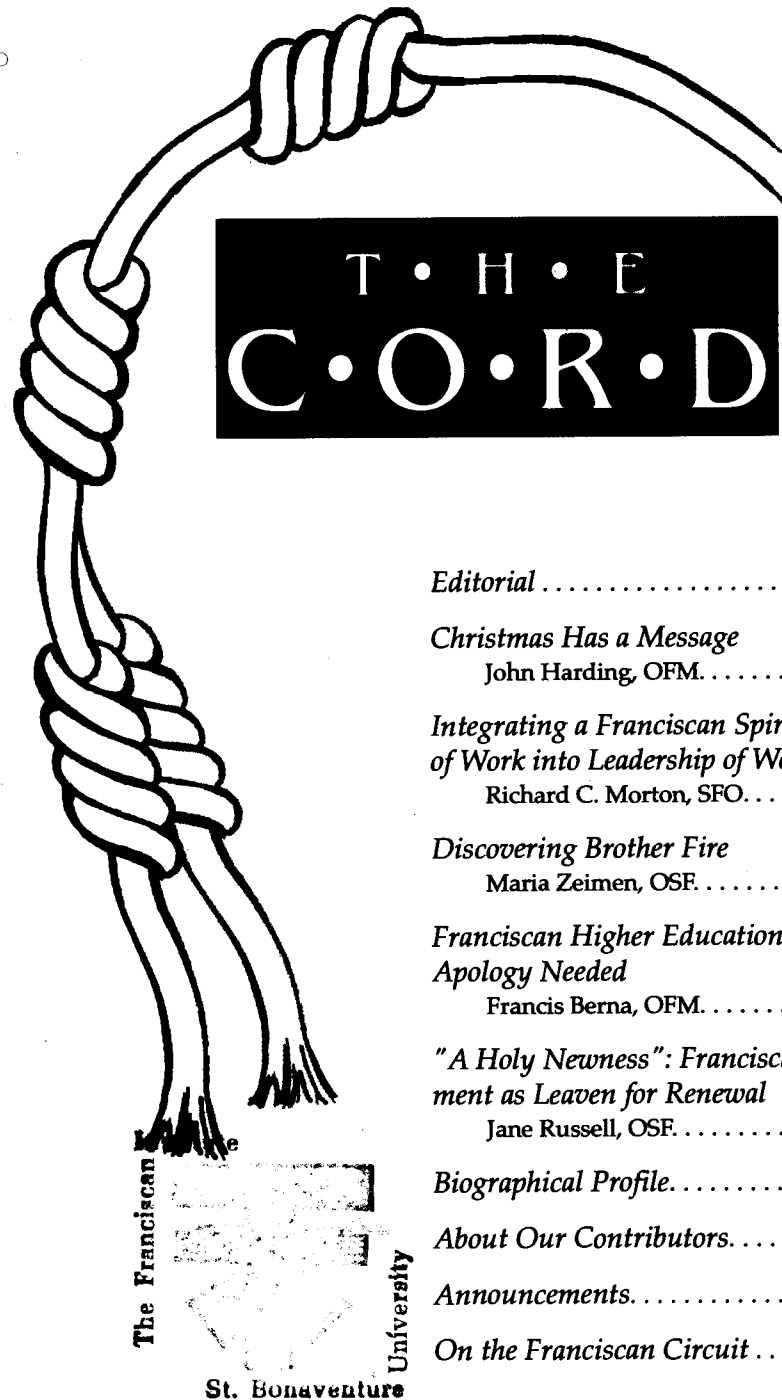 T • H • E
C • O • R • D
Editorial . . . . . . . . . . . . . . . . . .
Christmas Has a Message
John Harding, OFM. . . . . . .
Integrating a Franciscan Spir
of Work into Leadership of Wo
Richard C. Morton, SFO. . .
Discovering Brother Fire
Maria Zeimen, OSF. . . . . . .
Franciscan Higher Education
Apology Needed
Francis Berna, OFM. . . . . . .
"A Holy Newness": Francisca
ment as Leaven for Renewal
Jane Russell, OSF. . . . . . . . .
Biographical Profile. . . . . . . . .
About Our Contributors. . . .
Announcements. . . . . . . . . . . .
On the Franciscan Circuit . .
The Franciscan
University
St. Bonaventure